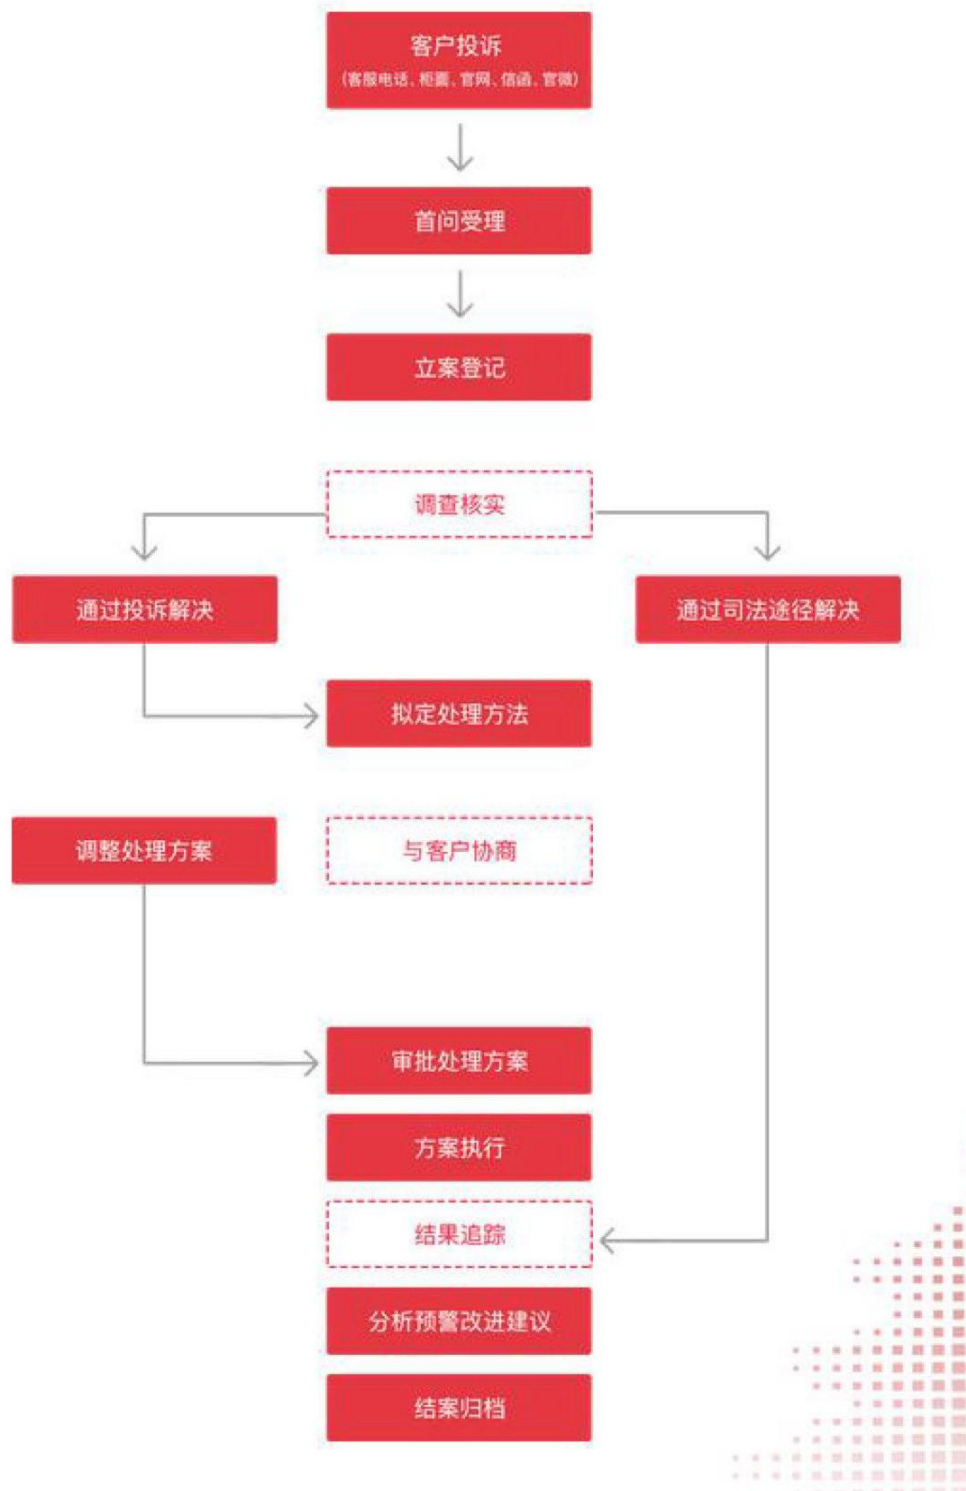 客户投诉
(客服电话、柜面、官网、信函、官微)
首问受理
立案登记
调查核实
通过投诉解决
通过司法途径解决
拟定处理方法
调整处理方案
与客户协商
审批处理方案
方案执行
结果追踪
分析预警改进建议
结案归档